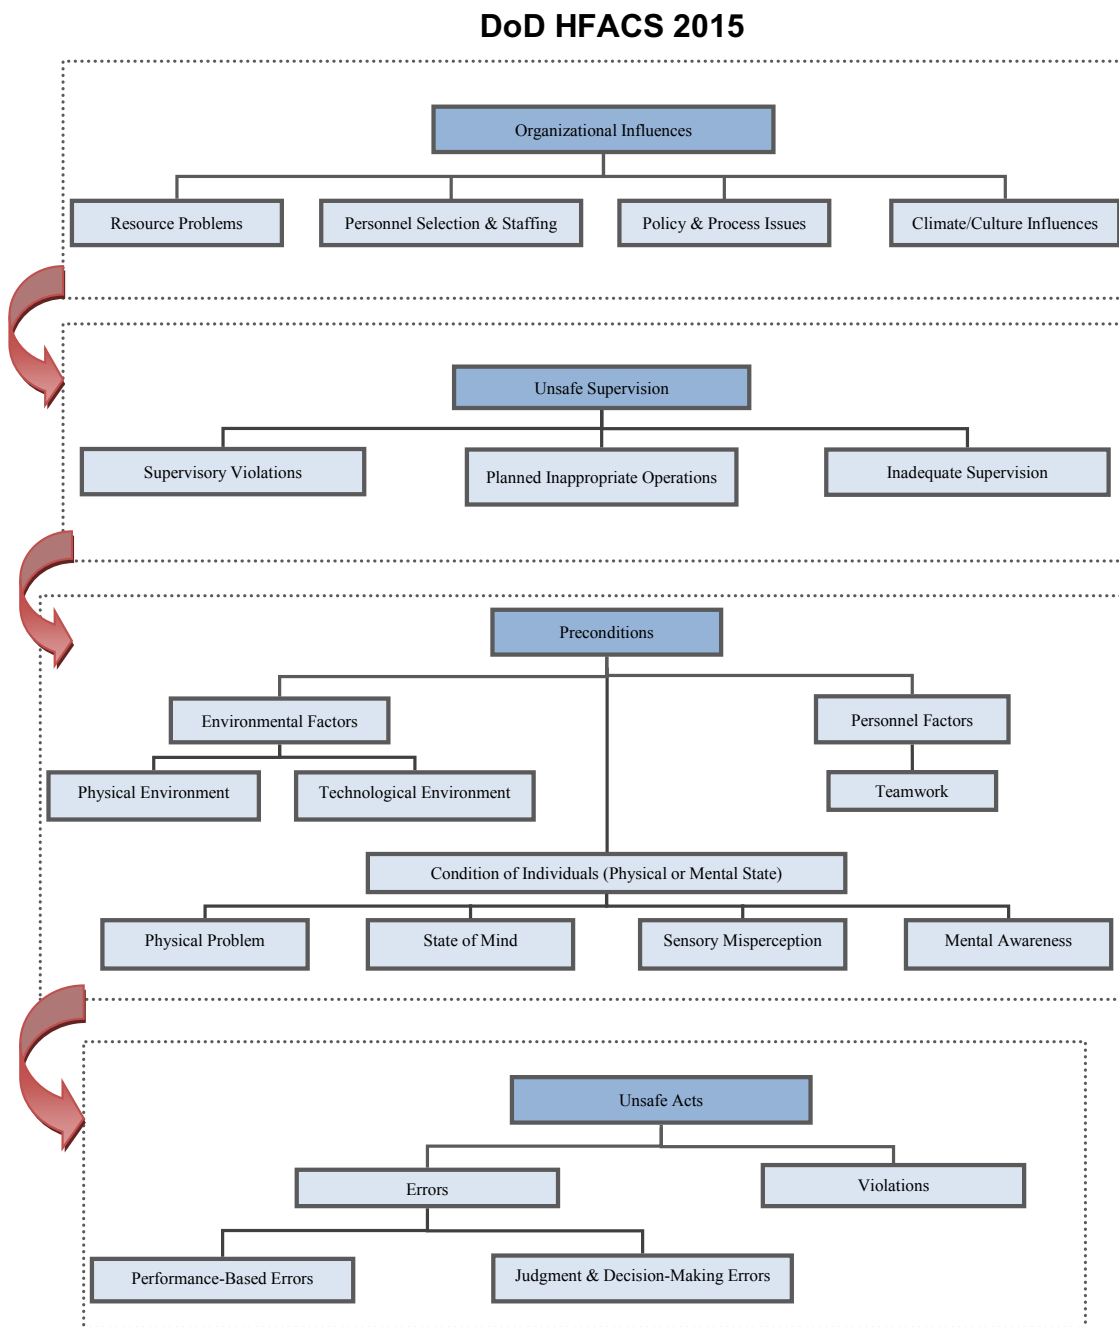 DoD HFACS 2015
Organizational Influences
Resource Problems
Personnel Selection & Staffing
Policy & Process Issues
Climate/Culture Influences
Unsafe Supervision
Supervisory Violations
Planned Inappropriate Operations
Inadequate Supervision
Preconditions
Environmental Factors
Personnel Factors
Physical Environment
Technological Environment
Teamwork
Condition of Individuals (Physical or Mental State)
Physical Problem
State of Mind
Sensory Misperception
Mental Awareness
Unsafe Acts
Errors
Violations
Performance-Based Errors
Judgment & Decision-Making Errors